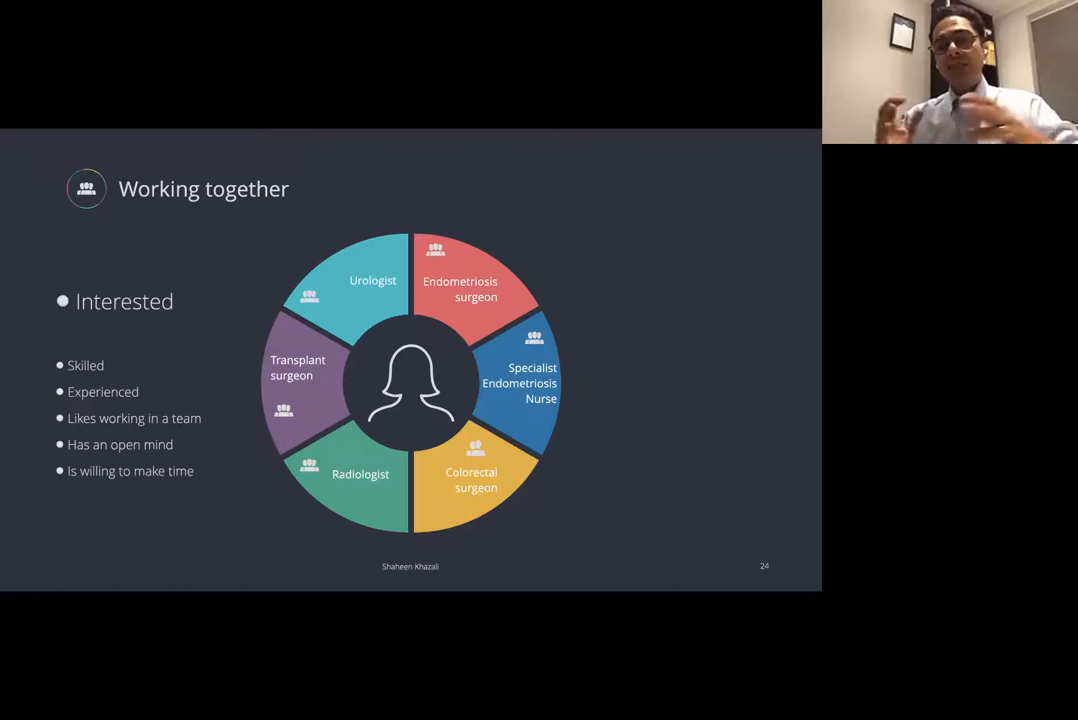 Working together
Interested
Skilled
Experienced
Likes working in a team
Has an open mind
Is willing to make time
Urologist
Endometriosis
surgeon
Transplant
surgeon
Specialist
Endometriosis
Nurse
Radiologist
Colorectal
surgeon
Shaheen Khazali
24